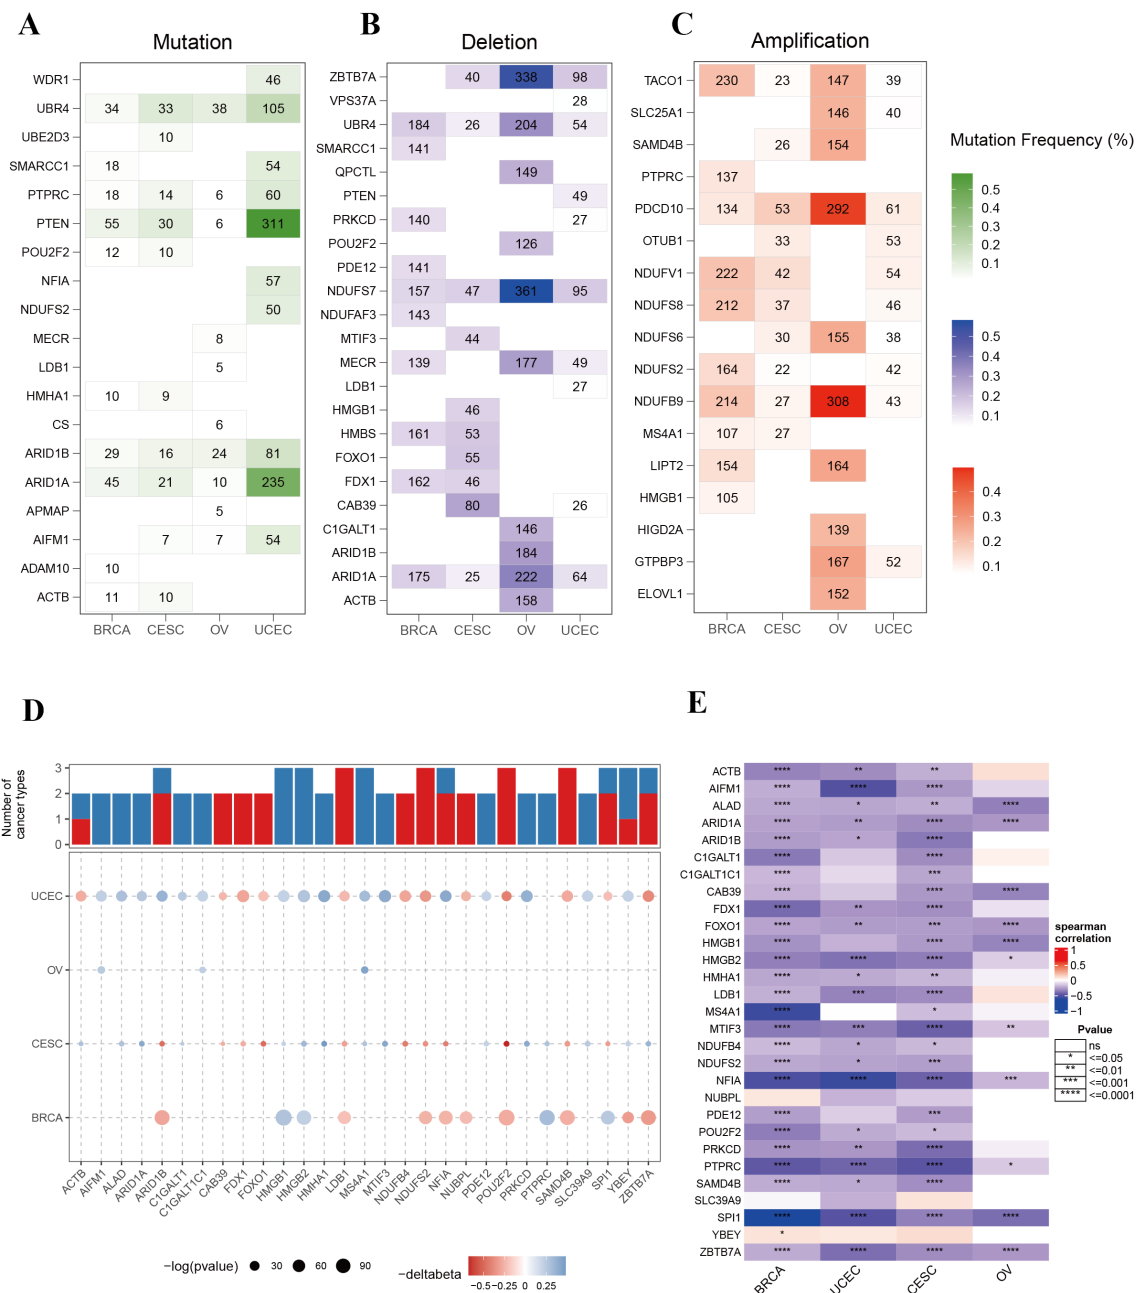 A
Mutation
WDR1 46
UBR4 34 33 38 105
UBE2D3 10
SMARCC1 18 54
PTPRC 18 14 6 60
PTEN 55 30 6 311
POU2F2 12 10
NFIA 57
NDUFS2 50
MECR 8
LDB1 5
HMHA1 10 9
CS 6
ARID1B 29 16 24 81
ARID1A 45 21 10 235
APMAP 5
AIFM1 7 7 54
ADAM10 10
ACTB 11 10
BRCA CESC OV UCEC
B
Deletion
ZBTB7A 40 338 98
VPS37A 28
UBR4 184 26 204 54
SMARCC1 141
QPCTL 149
PTEN 49
PRKCD 140 27
POU2F2 126
PDE12 141
NDUFS7 157 47 361 95
NDUFAF3 143
MTIF3 44
MECR 139 177 49
LDB1 27
HMGB1 46
HMBS 161 53
FOXO1 55
FDX1 162 46
CAB39 80 26
C1GALT1 146
ARID1B 184
ARID1A 175 25 222 64
ACTB 158
BRCA CESC OV UCEC
C
Amplification
TACO1 230 23 147 39
SLC25A1 146 40
SAMD4B 26 154
PTPRC 137
PDCD10 134 53 292 61
OTUB1 33 53
NDUFV1 222 42 54
NDUFS8 212 37 46
NDUFS6 30 155 38
NDUFS2 164 22 42
NDUFB9 214 27 308 43
MS4A1 107 27
LIPT2 154 164
HMGB1 105
HIGD2A 139
GTPBP3 167 52
ELOVL1 152
BRCA CESC OV UCEC
Mutation Frequency (%)
0.5
0.4
0.3
0.2
0.1
0.5
0.4
0.3
0.2
0.1
0.4
0.3
0.2
0.1
D
Number of
cancer types
3
2
1
0
UCEC
OV
CESC
BRCA
ACTB AIFM1 ALAD ARID1A ARID1B C1GALT1 C1GALT1C1 CAB39 FDX1 FOXO1 HMGB1 HMGB2 HMHA1 LDB1 MS4A1 MTIF3 NDUFB4 NDUFS2 NFIA NUBPL PDE12 POU2F2 PRKCD PTPRC SAMD4B SLC39A9 SPI1 YBEY ZBTB7A
−log(pvalue) 30 60 90
−deltabeta
−0.5 −0.25 0 0.25
E
ACTB **** ** **
AIFM1 **** **** ****
ALAD **** * ** ****
ARID1A **** ** **** ****
ARID1B **** * ****
C1GALT1 **** ****
C1GALT1C1 **** ***
CAB39 **** **** ****
FDX1 **** ** ****
FOXO1 **** ** *** ****
HMGB1 **** **** ****
HMGB2 **** **** **** *
HMHA1 **** * **
LDB1 **** *** ****
MS4A1 **** *
MTIF3 **** *** **** **
NDUFB4 **** * *
NDUFS2 **** * ***
NFIA **** **** **** ***
NUBPL
PDE12 **** ***
POU2F2 **** * *
PRKCD **** ** ****
PTPRC **** **** **** *
SAMD4B **** * ****
SLC39A9
SPI1 **** **** **** ****
YBEY *
ZBTB7A **** **** **** ****
BRCA UCEC CESC OV
spearman
correlation
1
0.5
0
−0.5
−1
Pvalue
ns
* <=0.05
** <=0.01
*** <=0.001
**** <=0.0001